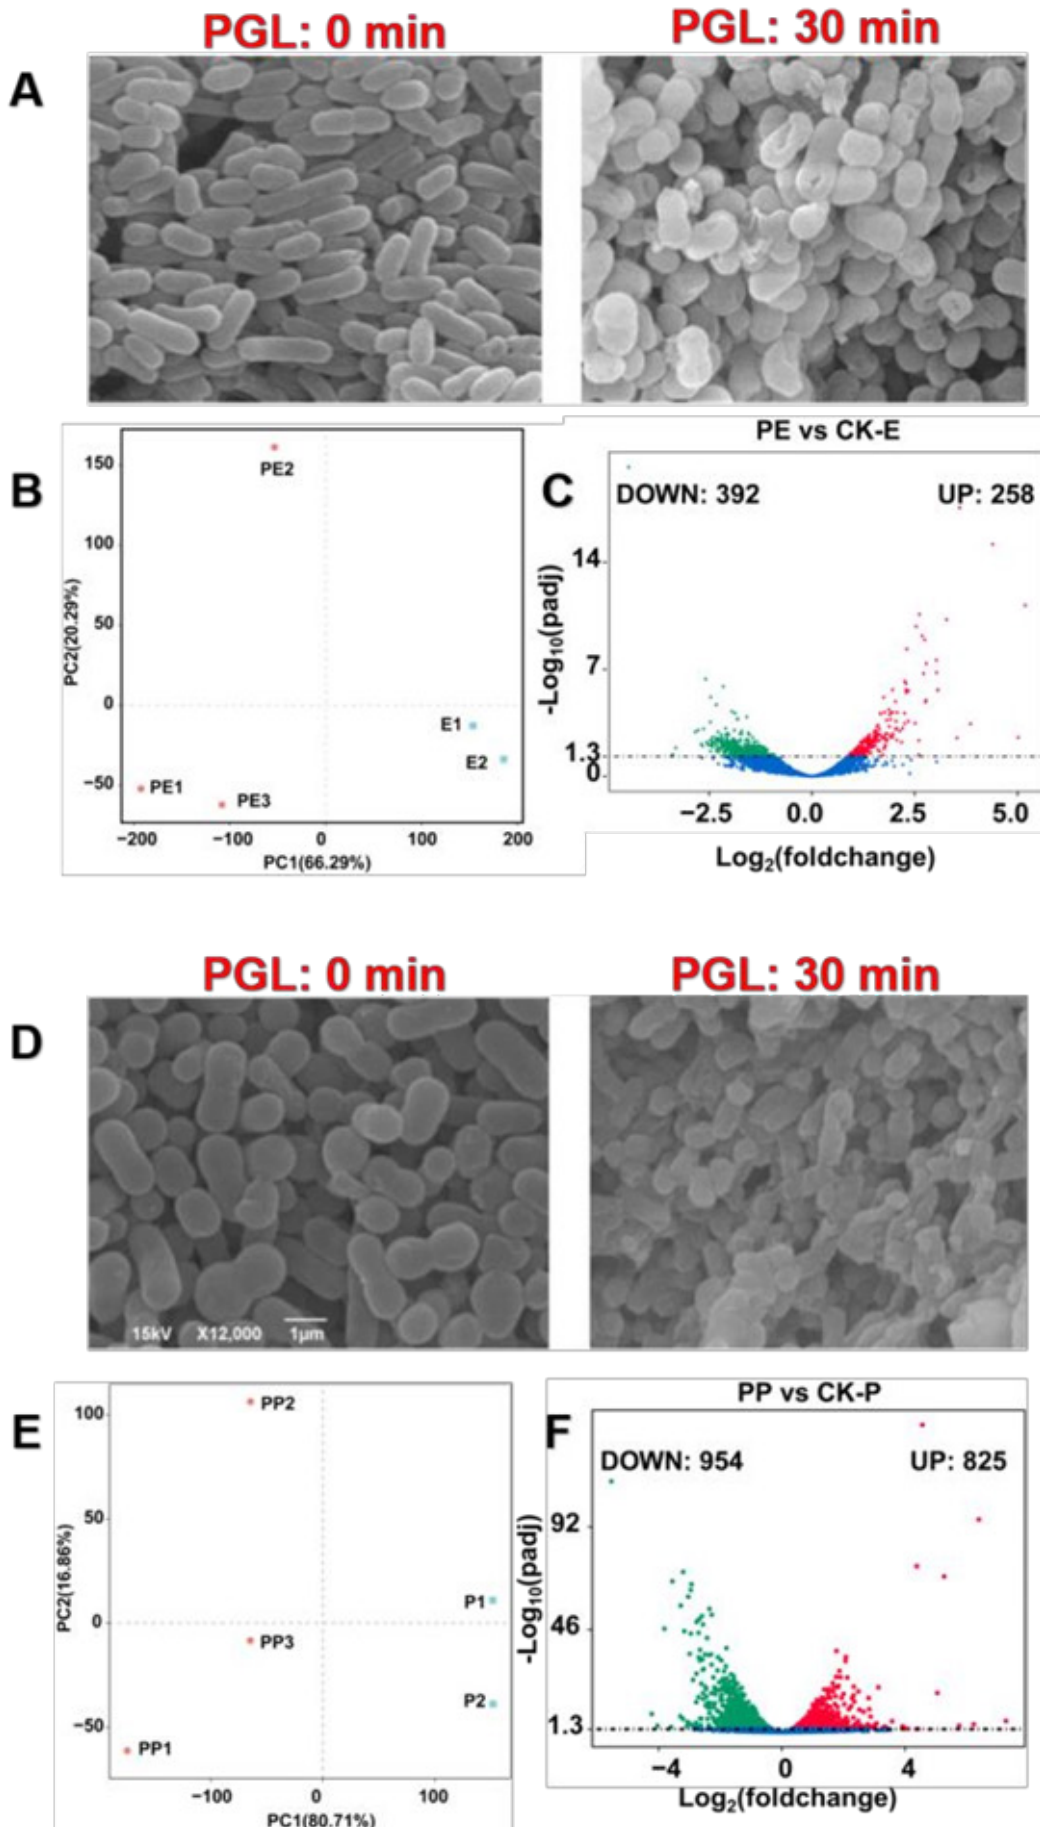 PGL: 0 min
PGL: 30 min
A
B
150
100
50
0
−50
PC2(20.29%)
PE2
E1
E2
PE1
PE3
−200
−100
0
100
200
PC1(66.29%)
PE vs CK-E
C
DOWN: 392
UP: 258
14
7
1.3
0
-Log10(padj)
−2.5
0.0
2.5
5.0
Log2(foldchange)
PGL: 0 min
PGL: 30 min
D
15kV X12,000 1μm
E
100
50
0
−50
PC2(16.86%)
PP2
P1
PP3
P2
PP1
−100
0
100
PC1(80.71%)
PP vs CK-P
F
DOWN: 954
UP: 825
92
46
1.3
-Log10(padj)
−4
0
4
Log2(foldchange)